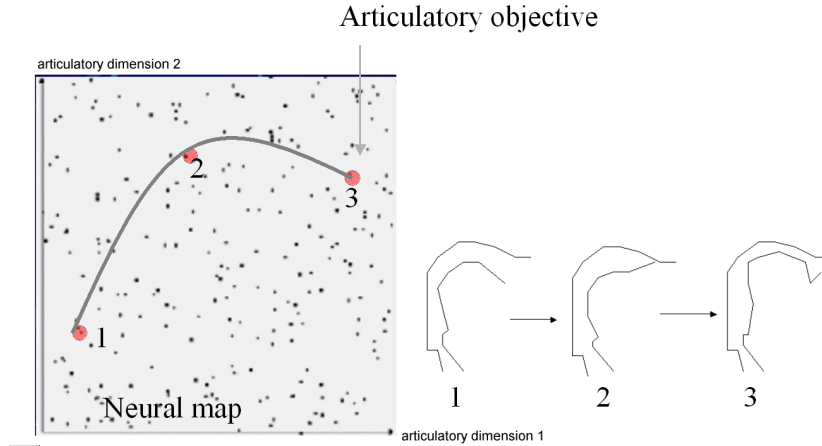 Articulatory objective
articulatory dimension 2
2
3
1
Neural map
articulatory dimension 1
1
2
3